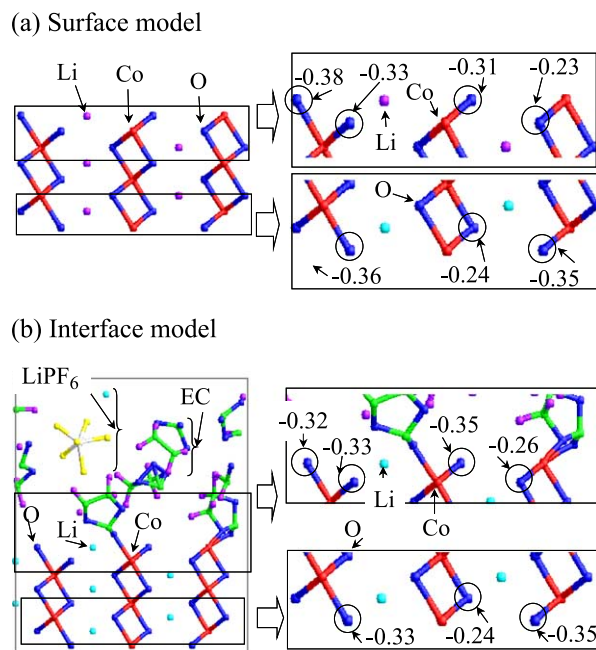 (a) Surface model
Li Co O
-0.38 -0.33 -0.31 -0.23
Co
Li
O
-0.36 -0.24 -0.35
(b) Interface model
LiPF6
EC
O Li Co
-0.32 -0.33 -0.35 -0.26
Li
Co
O
-0.33 -0.24 -0.35